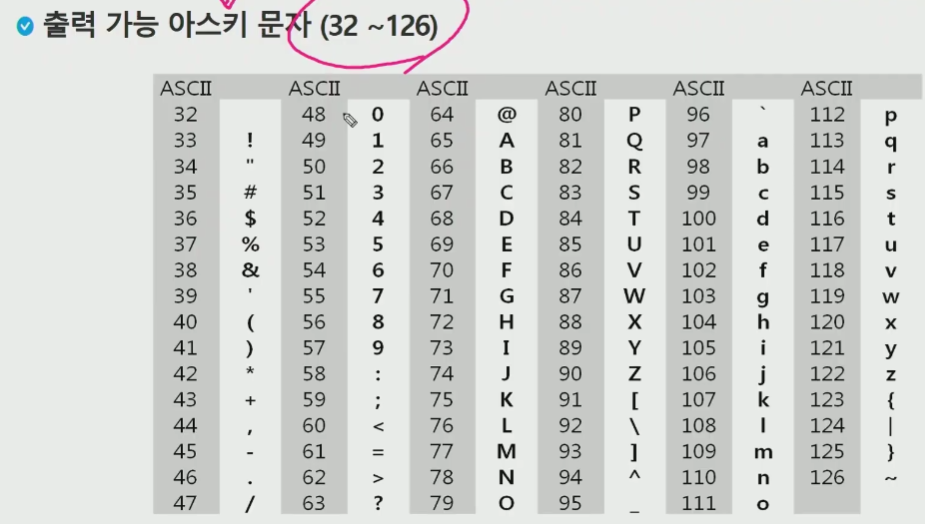 출력 가능 아스키 문자 (32 ~126)
ASCII ASCII ASCII ASCII ASCII ASCII
32 48 0 64 @ 80 P 96 ` 112 p
33 ! 49 1 65 A 81 Q 97 a 113 q
34 " 50 2 66 B 82 R 98 b 114 r
35 # 51 3 67 C 83 S 99 c 115 s
36 $ 52 4 68 D 84 T 100 d 116 t
37 % 53 5 69 E 85 U 101 e 117 u
38 & 54 6 70 F 86 V 102 f 118 v
39 ' 55 7 71 G 87 W 103 g 119 w
40 ( 56 8 72 H 88 X 104 h 120 x
41 ) 57 9 73 I 89 Y 105 i 121 y
42 * 58 : 74 J 90 Z 106 j 122 z
43 + 59 ; 75 K 91 [ 107 k 123 {
44 , 60 < 76 L 92 \ 108 l 124 |
45 - 61 = 77 M 93 ] 109 m 125 }
46 . 62 > 78 N 94 ^ 110 n 126 ~
47 / 63 ? 79 O 95 _ 111 o